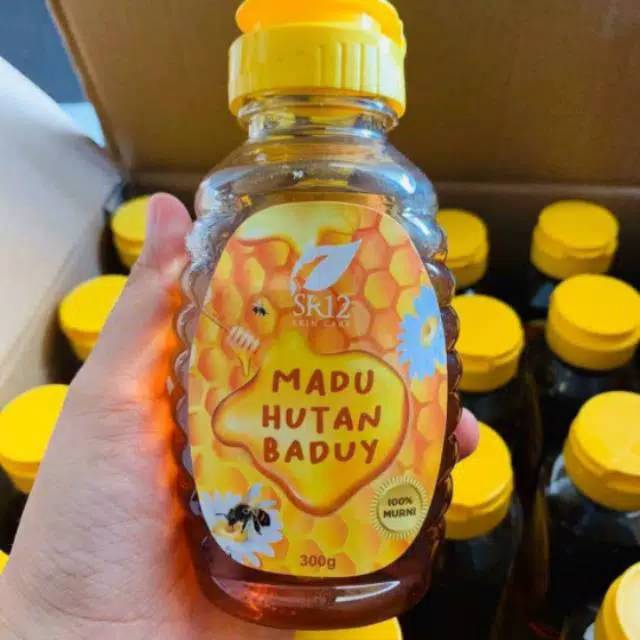 SR12
SKIN CARE
MADU
HUTAN
BADUY
100%
MURNI
300g